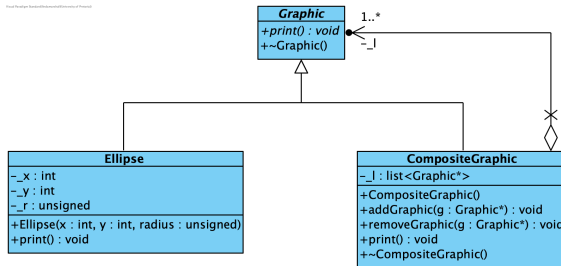 Graphic
+print() : void
+~Graphic()
1..*
-_l
Ellipse
-_x : int
-_y : int
-_r : unsigned
+Ellipse(x : int, y : int, radius : unsigned)
+print() : void
CompositeGraphic
-_l : list<Graphic*>
+CompositeGraphic()
+addGraphic(g : Graphic*) : void
+removeGraphic(g : Graphic*) : void
+print() : void
+~CompositeGraphic()